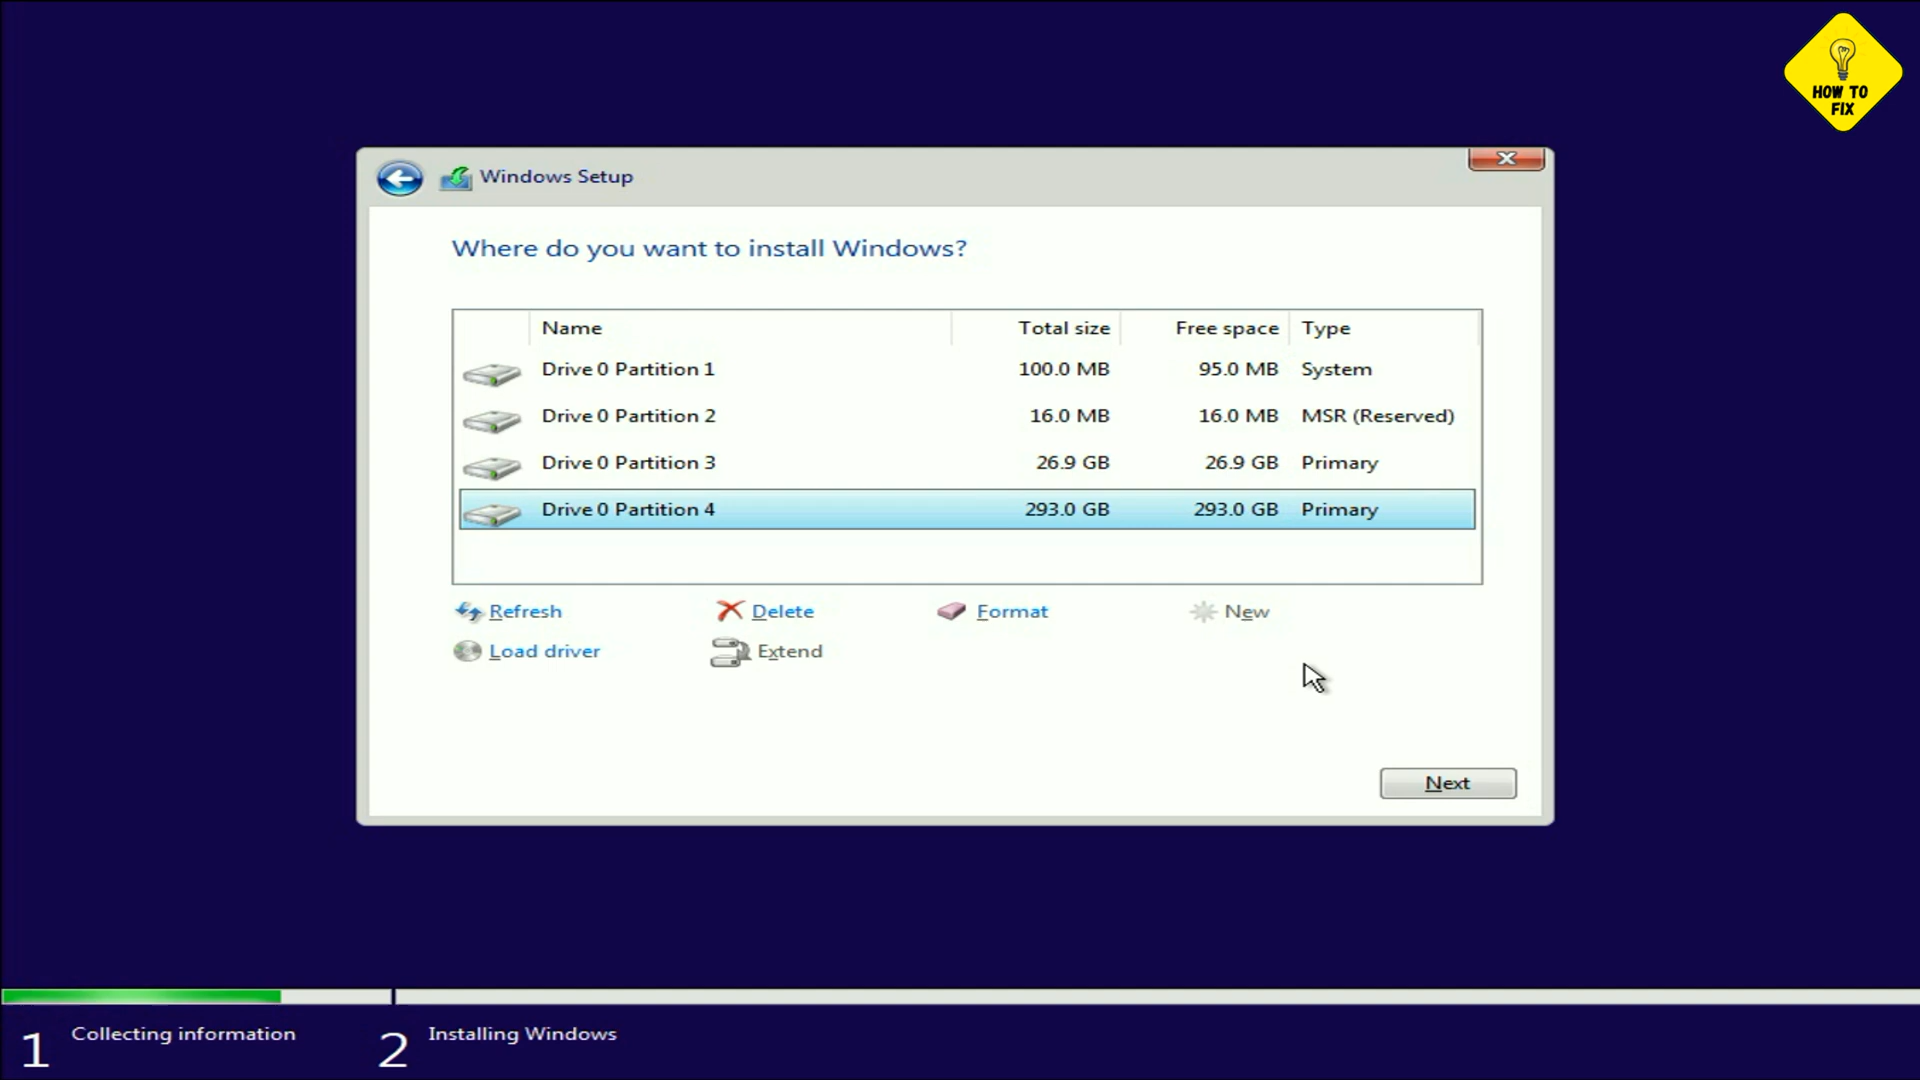 HOW TO
FIX
Windows Setup
Where do you want to install Windows?
Name Total size Free space Type
Drive 0 Partition 1 100.0 MB 95.0 MB System
Drive 0 Partition 2 16.0 MB 16.0 MB MSR (Reserved)
Drive 0 Partition 3 26.9 GB 26.9 GB Primary
Drive 0 Partition 4 293.0 GB 293.0 GB Primary
Refresh Delete Format New
Load driver Extend
Next
1 Collecting information 2 Installing Windows